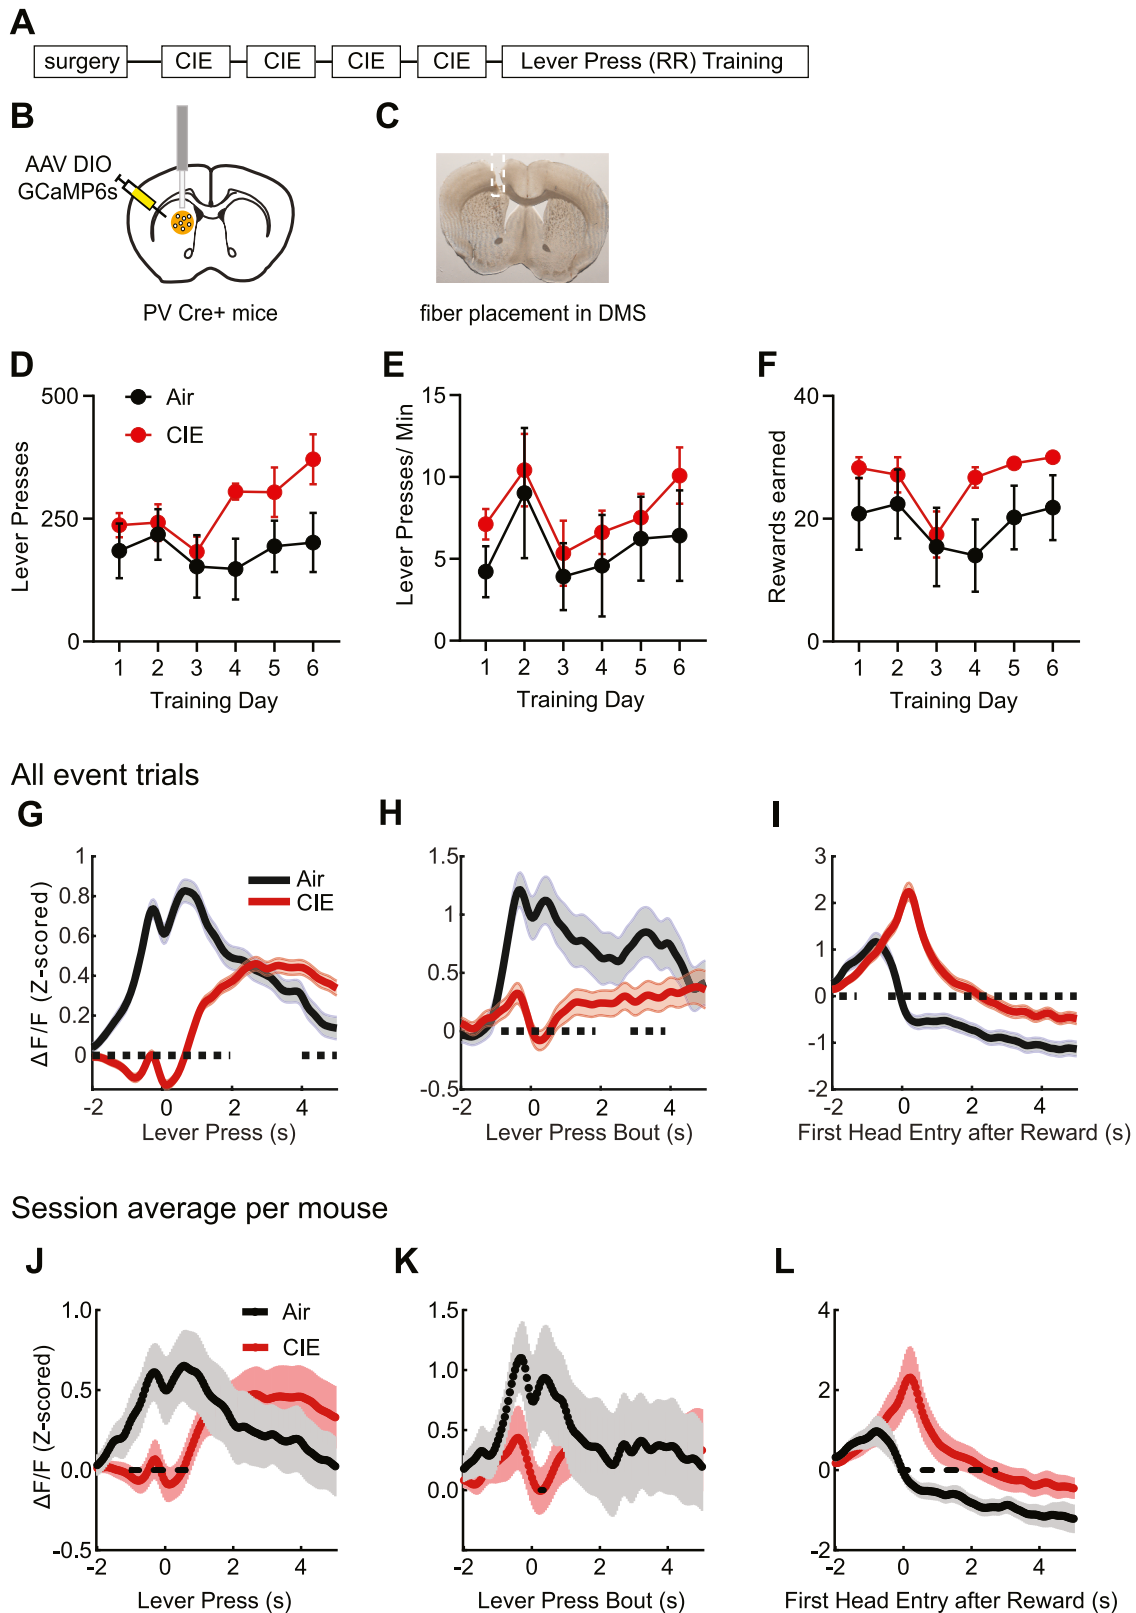 A
surgery CIE CIE CIE CIE Lever Press (RR) Training
B
C
AAV DIO
GCaMP6s
PV Cre+ mice
fiber placement in DMS
D
E
F
500
250
0
Lever Presses
Air
CIE
1 2 3 4 5 6
Training Day
15
10
5
0
Lever Presses/ Min
1 2 3 4 5 6
Training Day
40
20
0
Rewards earned
1 2 3 4 5 6
Training Day
All event trials
G
H
I
1
0.8
0.6
0.4
0.2
0
ΔF/F (Z-scored)
Air
CIE
-2 0 2 4
Lever Press (s)
1.5
1
0.5
0
-0.5
-2 0 2 4
Lever Press Bout (s)
3
2
1
0
-1
-2
-2 0 2 4
First Head Entry after Reward (s)
Session average per mouse
J
K
L
1.0
0.5
0.0
-0.5
ΔF/F (Z-scored)
Air
CIE
-2 0 2 4
Lever Press (s)
1.5
1.0
0.5
0.0
-2 0 2 4
Lever Press Bout (s)
4
2
0
-2
-2 0 2 4
First Head Entry after Reward (s)